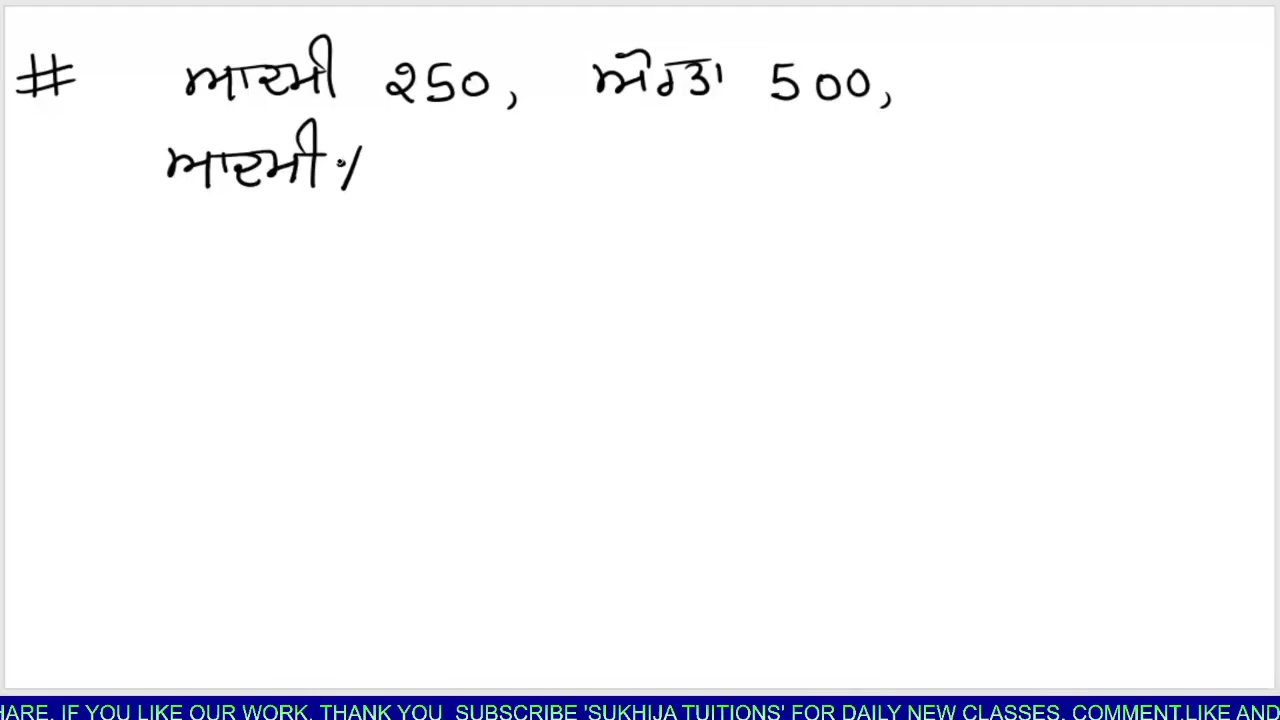 # ਆਦਮੀ 250, ਔਰਤਾ 500,
ਆਦਮੀ %
HARE, IF YOU LIKE OUR WORK. THANK YOU SUBSCRIBE 'SUKHIJA TUITIONS' FOR DAILY NEW CLASSES. COMMENT,LIKE AND